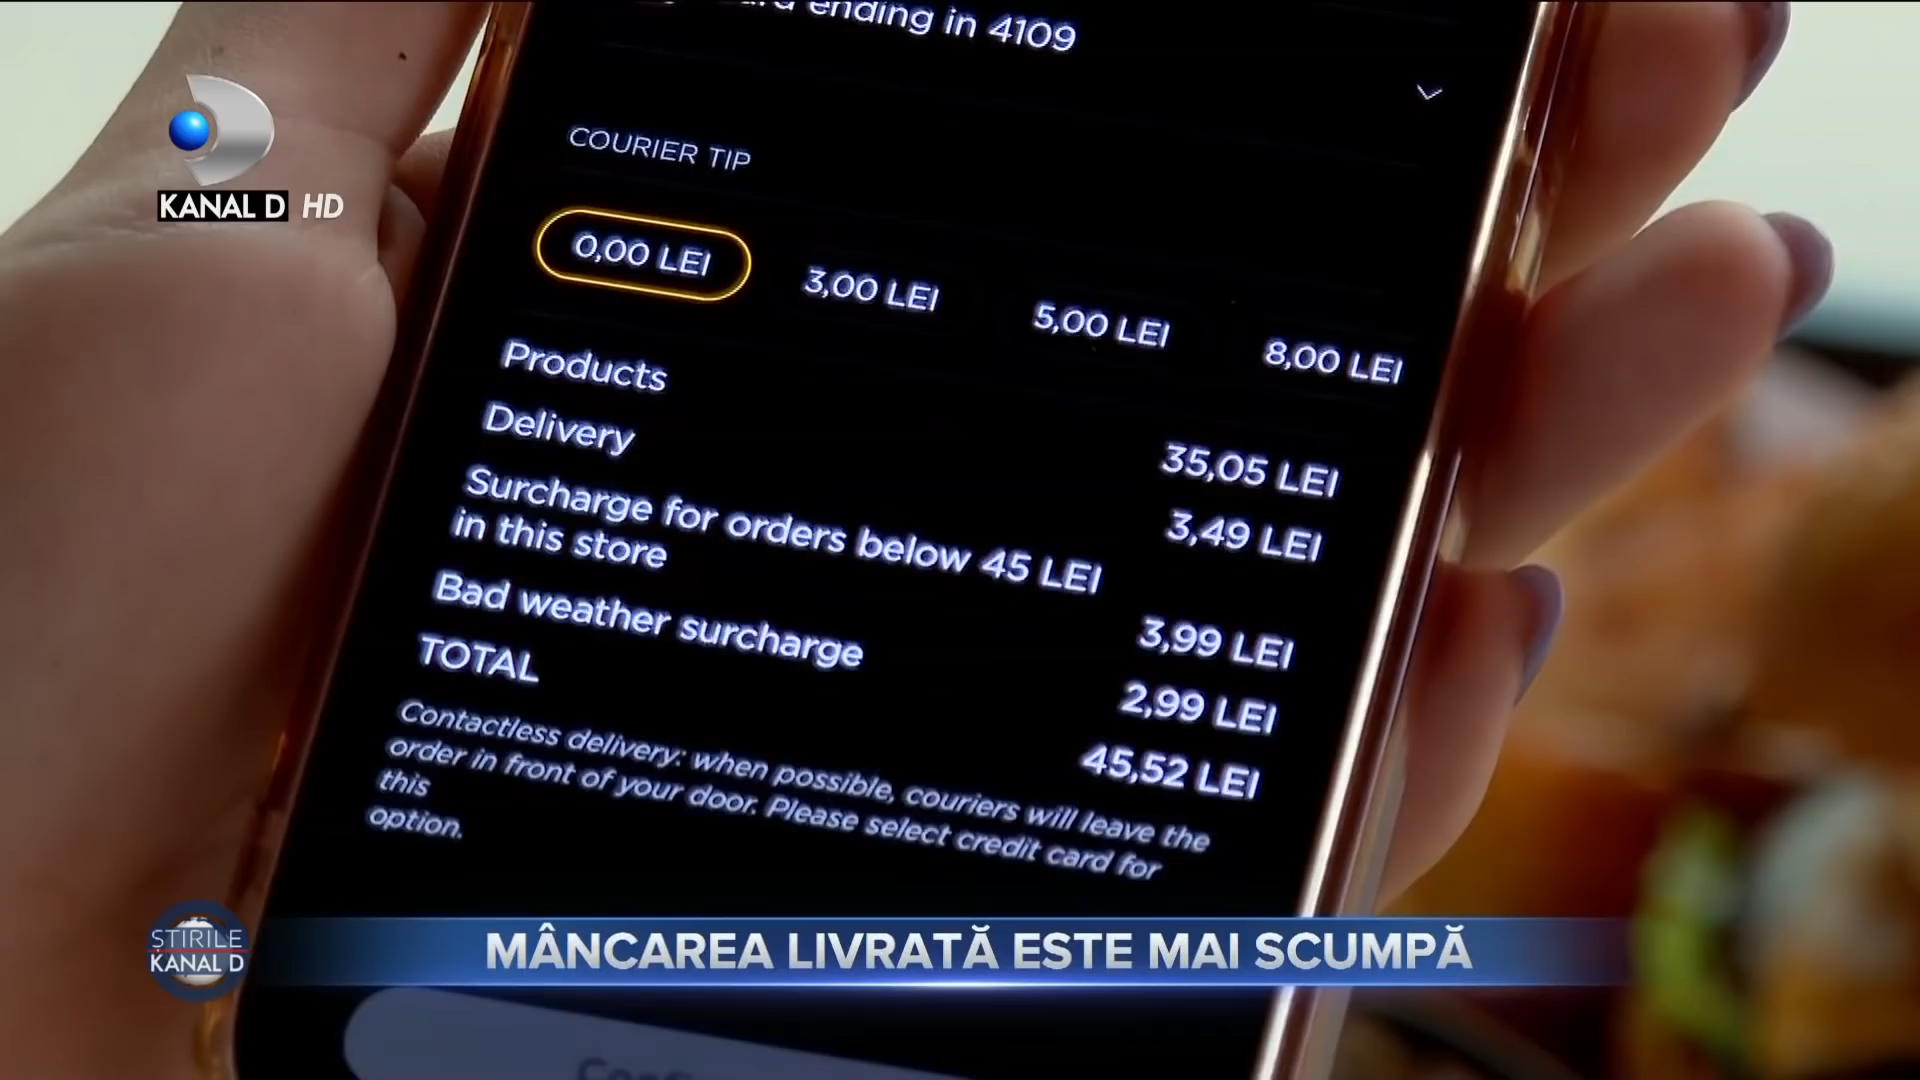 ending in 4109
KANAL D HD
COURIER TIP
0,00 LEI 3,00 LEI 5,00 LEI 8,00 LEI
Products 35,05 LEI
Delivery 3,49 LEI
Surcharge for orders below 45 LEI
in this store 3,99 LEI
Bad weather surcharge 2,99 LEI
TOTAL 45,52 LEI
Contactless delivery: when possible, couriers will leave the
order in front of your door. Please select credit card for
this
option.
ȘTIRILE
KANAL D
MÂNCAREA LIVRATĂ ESTE MAI SCUMPĂ